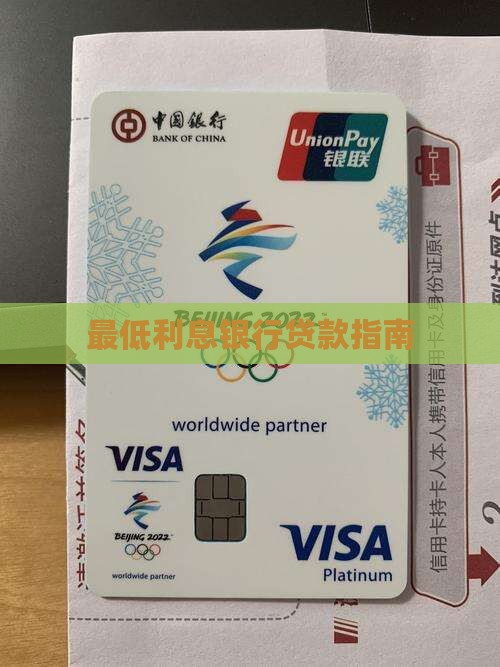 中国银行
BANK OF CHINA
UnionPay
银联
BEIJING 2022
最低利息银行贷款指南
worldwide partner
VISA
BEIJING 2022
worldwide partner
VISA
Platinum
信用卡持卡人本人携带信用卡及身份证原件